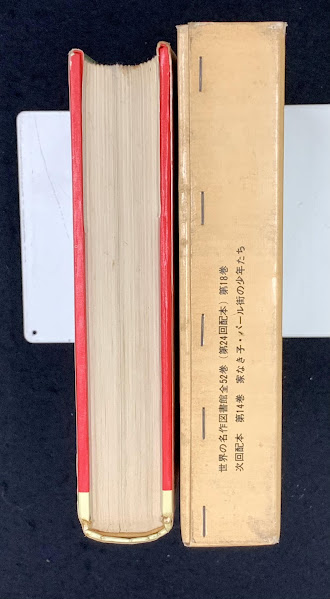 世界の名作図書館全52巻(第24回配本)第18巻
次回配本　第14巻　家なき子・パール街の少年たち